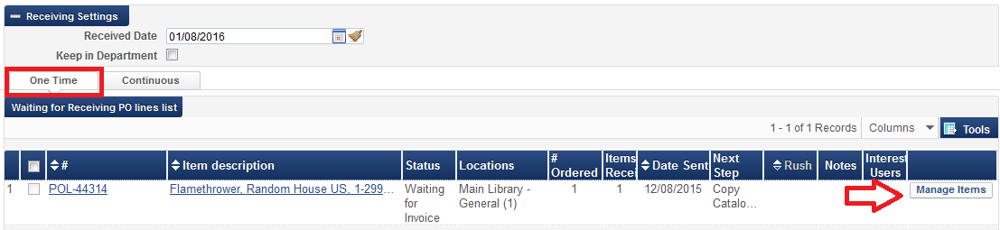 Receiving Settings
Received Date 01/08/2016
Keep in Department
One Time Continuous
Waiting for Receiving PO lines list
1 - 1 of 1 Records Columns Tools
# Item description Status Locations # Ordered Items Recei Date Sent Next Step Rush Notes Interest Users
1 POL-44314 Flamethrower, Random House US, 1-299... Waiting for Invoice Main Library - General (1) 1 1 12/08/2015 Copy Catalo... Manage Items